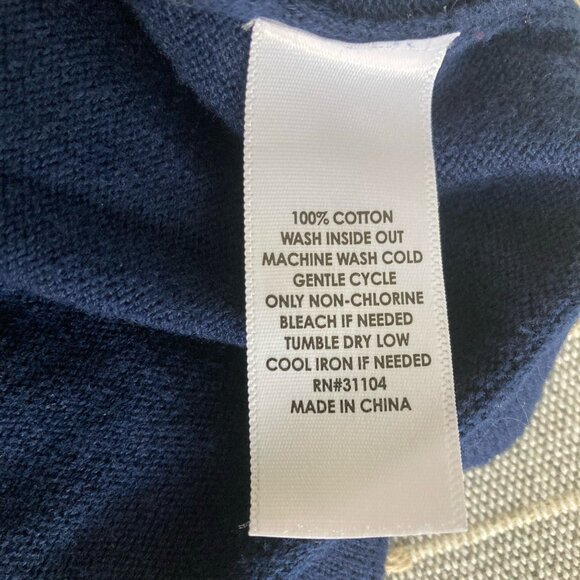 100% COTTON
WASH INSIDE OUT
MACHINE WASH COLD
GENTLE CYCLE
ONLY NON-CHLORINE
BLEACH IF NEEDED
TUMBLE DRY LOW
COOL IRON IF NEEDED
RN#31104
MADE IN CHINA